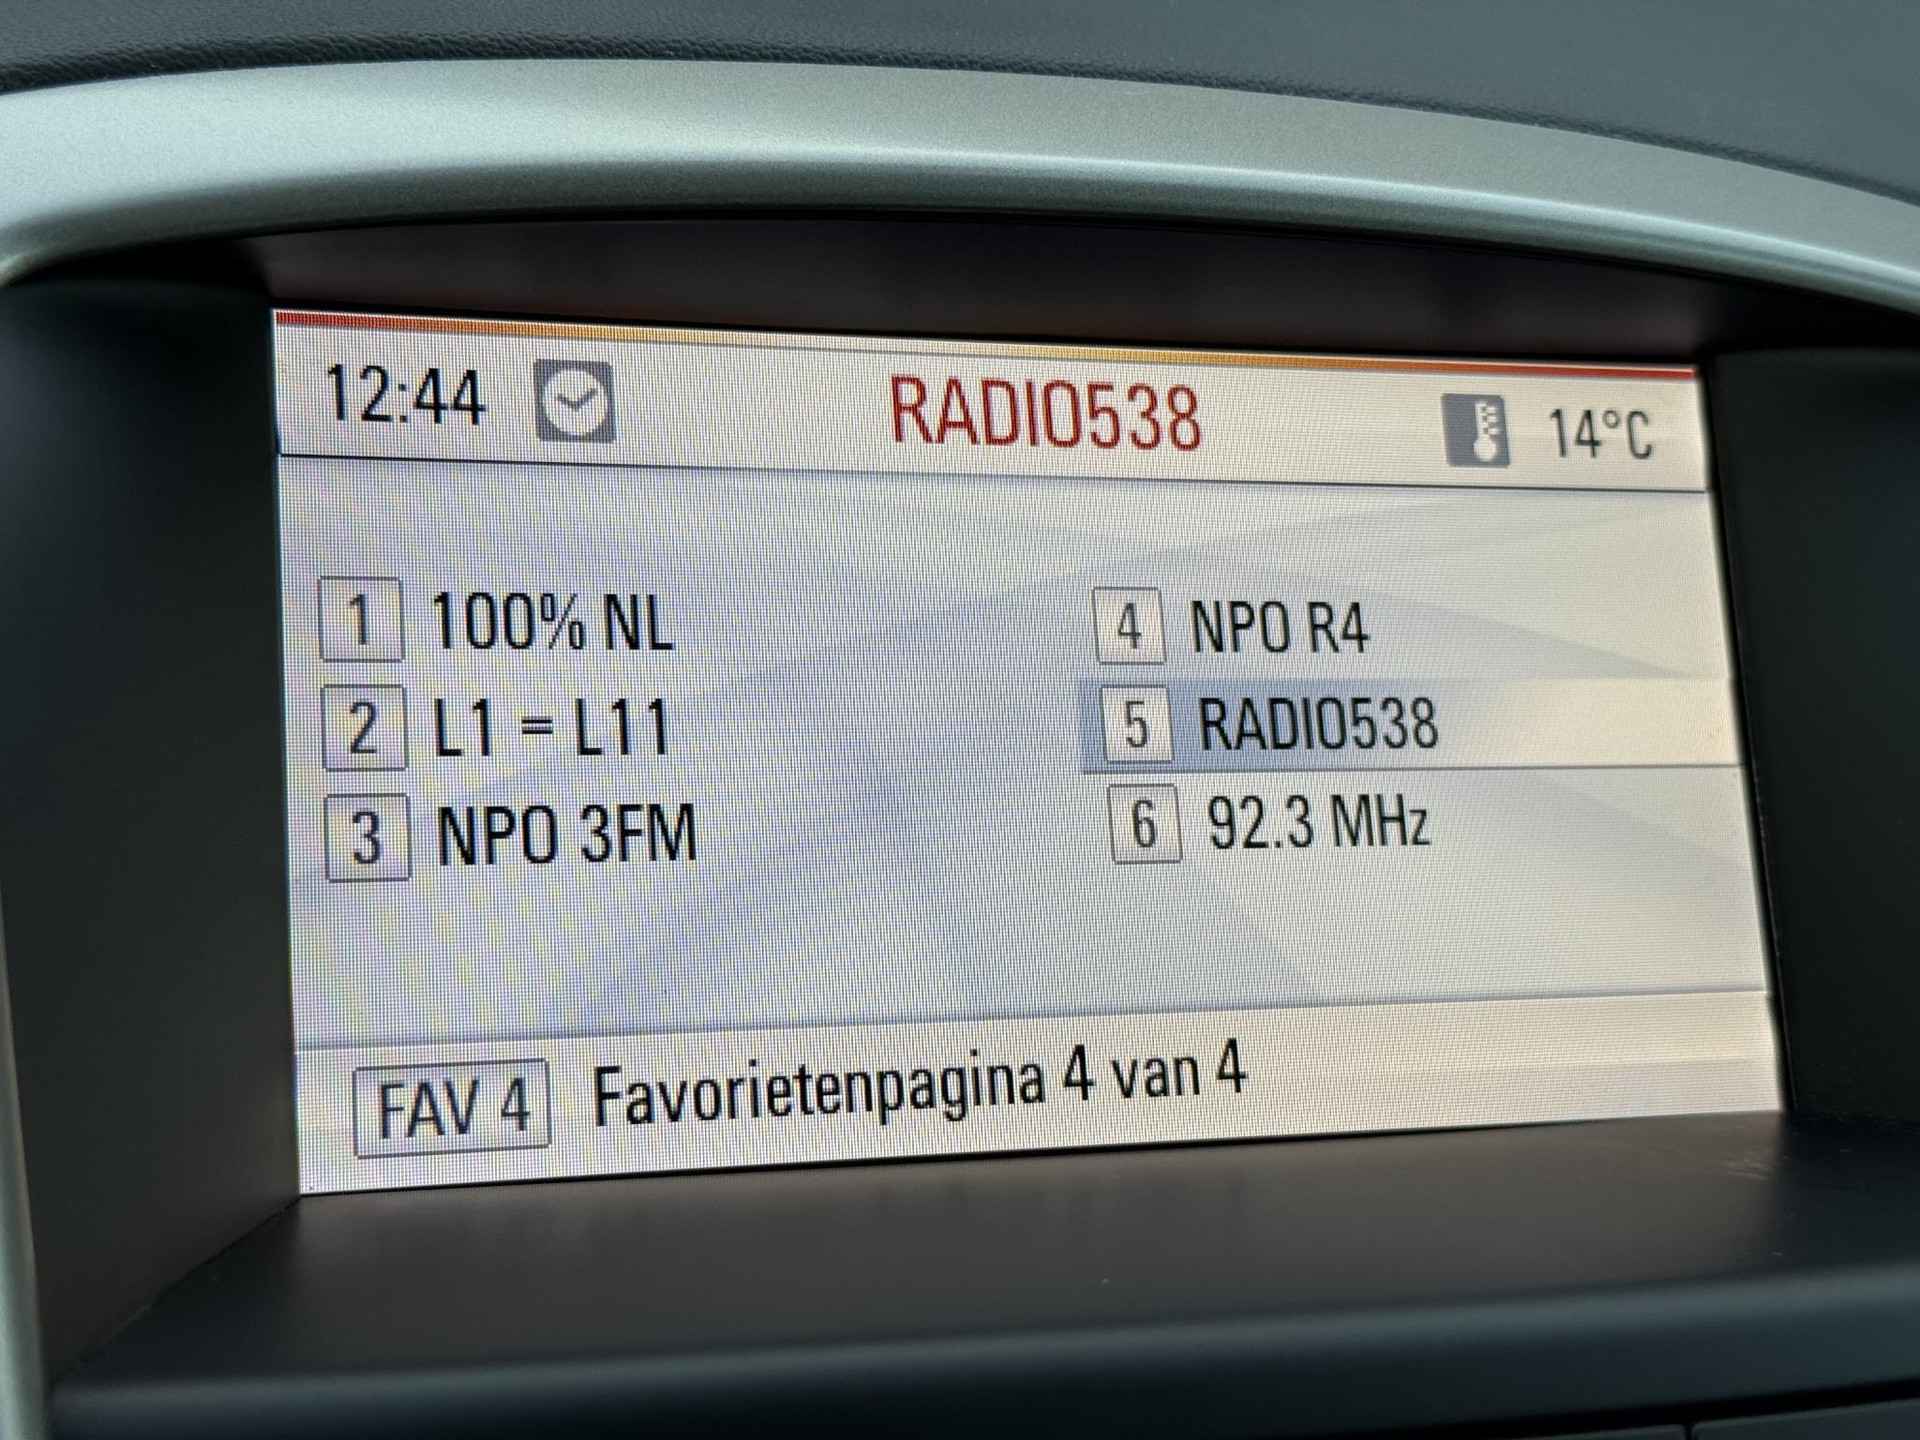 12:44 RADIO538 14°C
1 100% NL
2 L1 = L11
3 NPO 3FM
4 NPO R4
5 RADIO538
6 92.3 MHz
FAV 4 Favorietenpagina 4 van 4